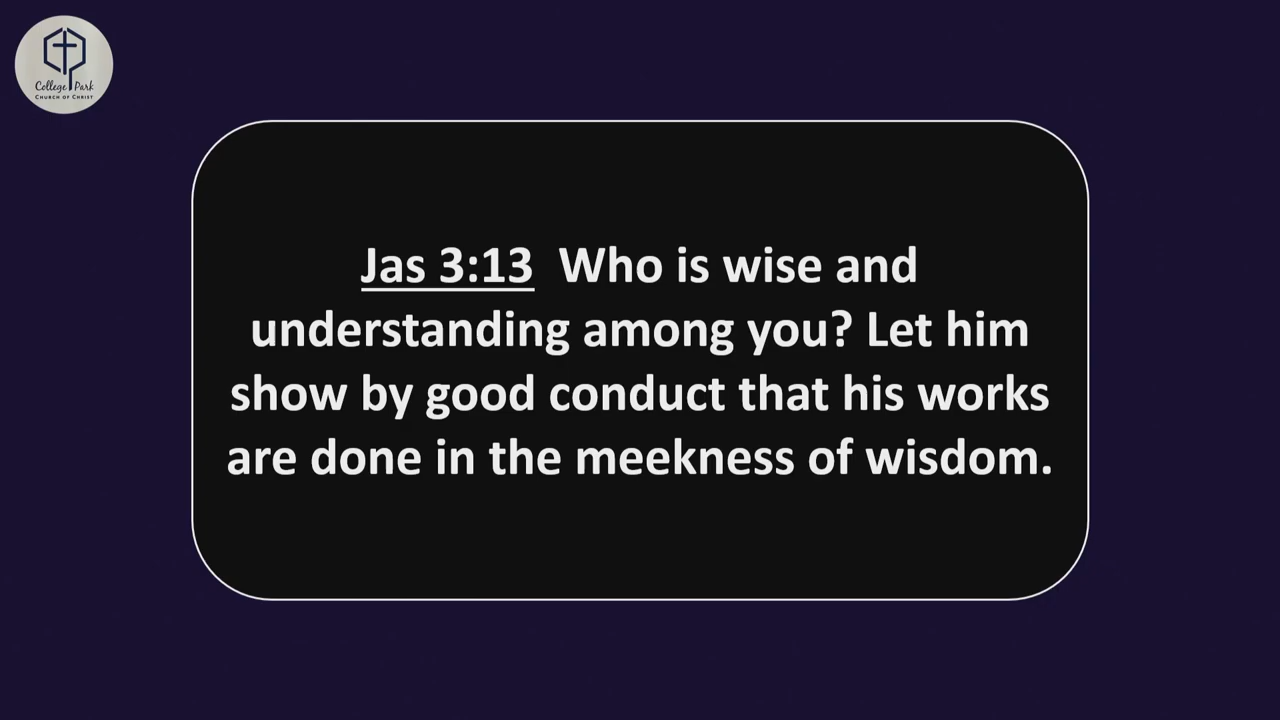 College Park
CHURCH OF CHRIST
Jas 3:13 Who is wise and
understanding among you? Let him
show by good conduct that his works
are done in the meekness of wisdom.